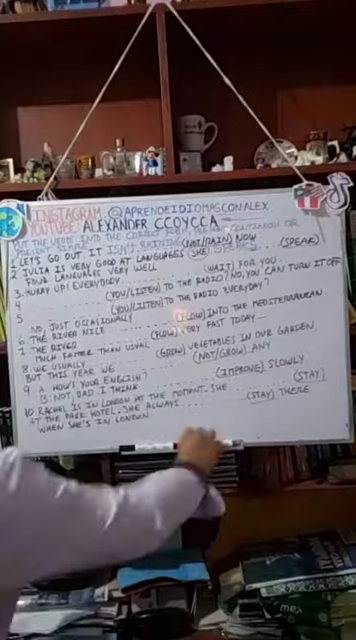 INSTAGRAM @APRENDEIDIOMASCONALEX
YOUTUBE: ALEXANDER CCOYCCA
PUT THE VERB INTO THE CORRECT FORM, PRESENT CONTINUOUS OR
PRESENT SIMPLE
1 LET'S GO OUT. IT ISN'T RAINING (NOT/RAIN) NOW
2 JULIA IS VERY GOOD AT LANGUAGES (SHE) (SPEAK)
FOUR LANGUAGES VERY WELL
3 HURRY UP! EVERYBODY (WAIT) FOR YOU
4 (YOU/LISTEN) TO THE RADIO? / NO, YOU CAN TURN IT OFF
5 (YOU/LISTEN) TO THE RADIO EVERYDAY?
NO, JUST OCASIONALLY
6 THE RIVER NILE (FLOW) INTO THE MEDITERRANEAN
7 THE RIVER (FLOW) VERY FAST TODAY
MUCH FASTER THAN USUAL
8 WE USUALLY (GROW) VEGETABLES IN OUR GARDEN
BUT THIS YEAR WE (NOT/GROW) ANY
9 A: HOW'S YOUR ENGLISH?
B: NOT BAD. I THINK (IMPROVE) SLOWLY
10 RACHEL IS IN LONDON AT THE MOMENT. SHE (STAY)
AT THE PARK HOTEL. SHE ALWAYS (STAY) THERE
WHEN SHE'S IN LONDON